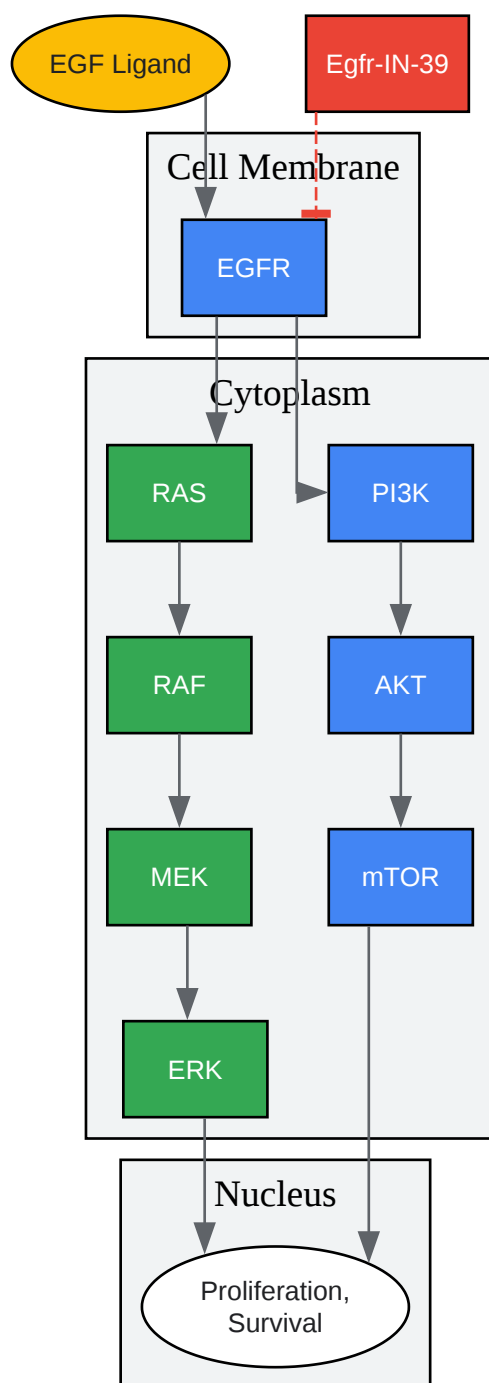 EGF Ligand
Egfr-IN-39
Cell Membrane
EGFR
Cytoplasm
RAS
PI3K
RAF
AKT
MEK
mTOR
ERK
Nucleus
Proliferation,
Survival